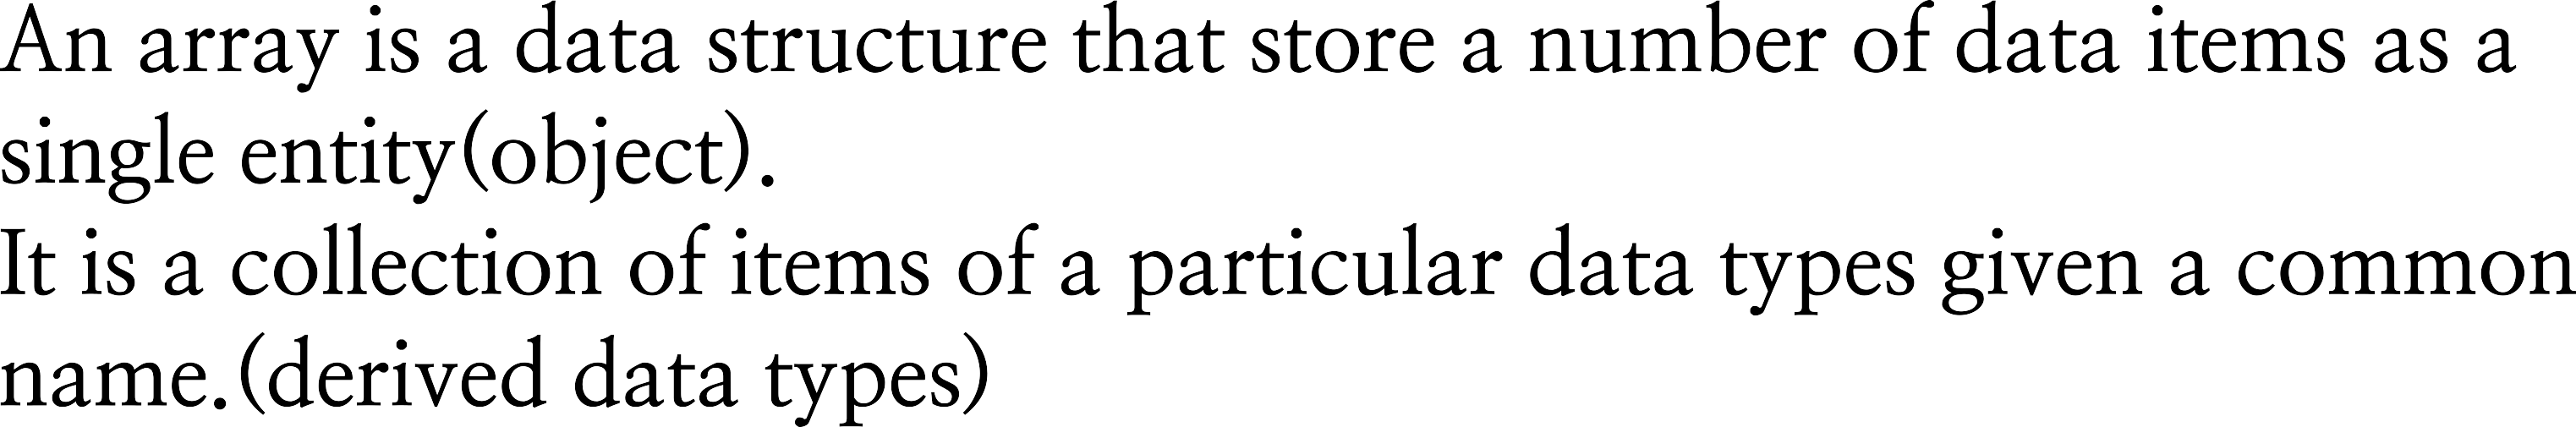 An array is a data structure that store a number of data items as a
single entity(object).
It is a collection of items of a particular data types given a common
name.(derived data types)